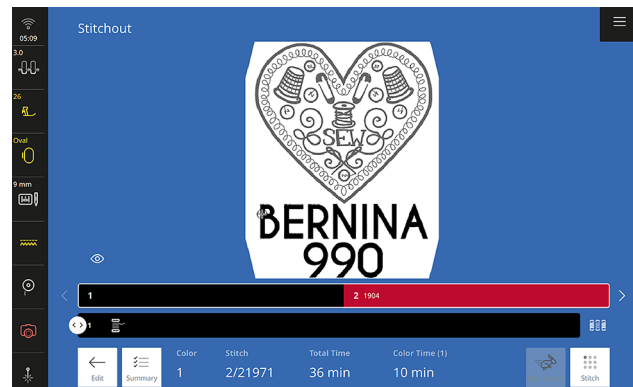 Stitchout
05:09
3.0
26
Oval
9 mm
SEW
BERNINA
990
1
2 1904
1
Edit
Summary
Color
1
Stitch
2/21971
Total Time
36 min
Color Time (1)
10 min
Stitch